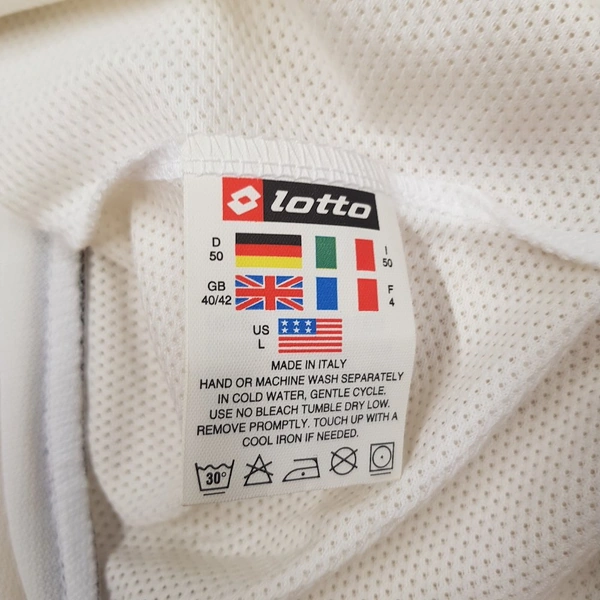 lotto
D I
50 50
GB F
40/42 4
US
L
MADE IN ITALY
HAND OR MACHINE WASH SEPARATELY
IN COLD WATER, GENTLE CYCLE.
USE NO BLEACH TUMBLE DRY LOW.
REMOVE PROMPTLY. TOUCH UP WITH A
COOL IRON IF NEEDED.
30°